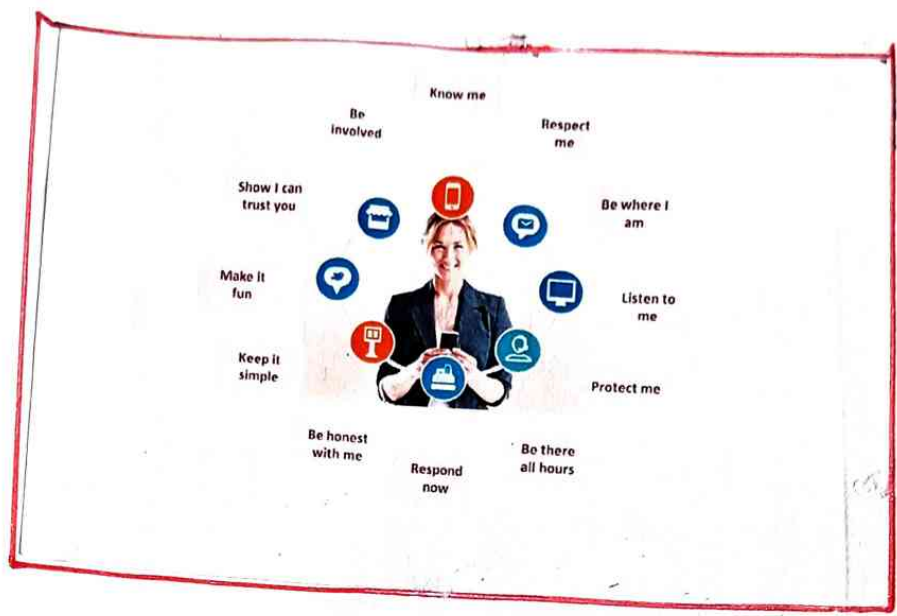 Know me
Respect
me
Be where I
am
Listen to
me
Protect me
Be there
all hours
Respond
now
Be honest
with me
Keep it
simple
Make it
fun
Show I can
trust you
Be
involved